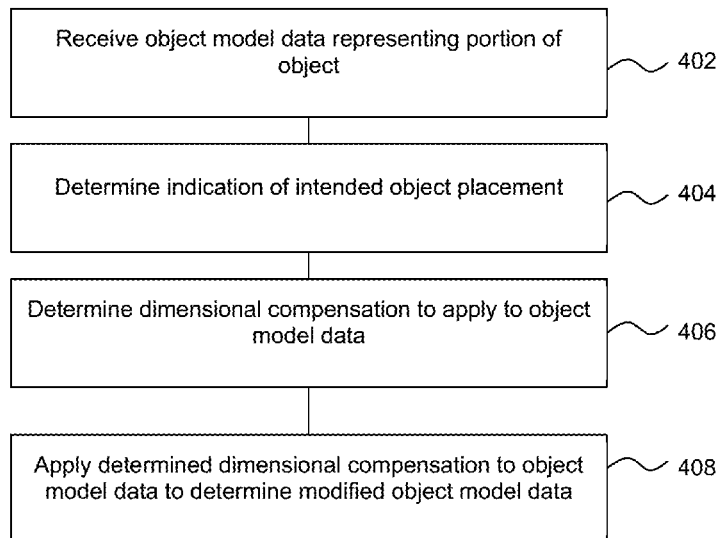 Receive object model data representing portion of
object
402
Determine indication of intended object placement
404
Determine dimensional compensation to apply to object
model data
406
Apply determined dimensional compensation to object
model data to determine modified object model data
408